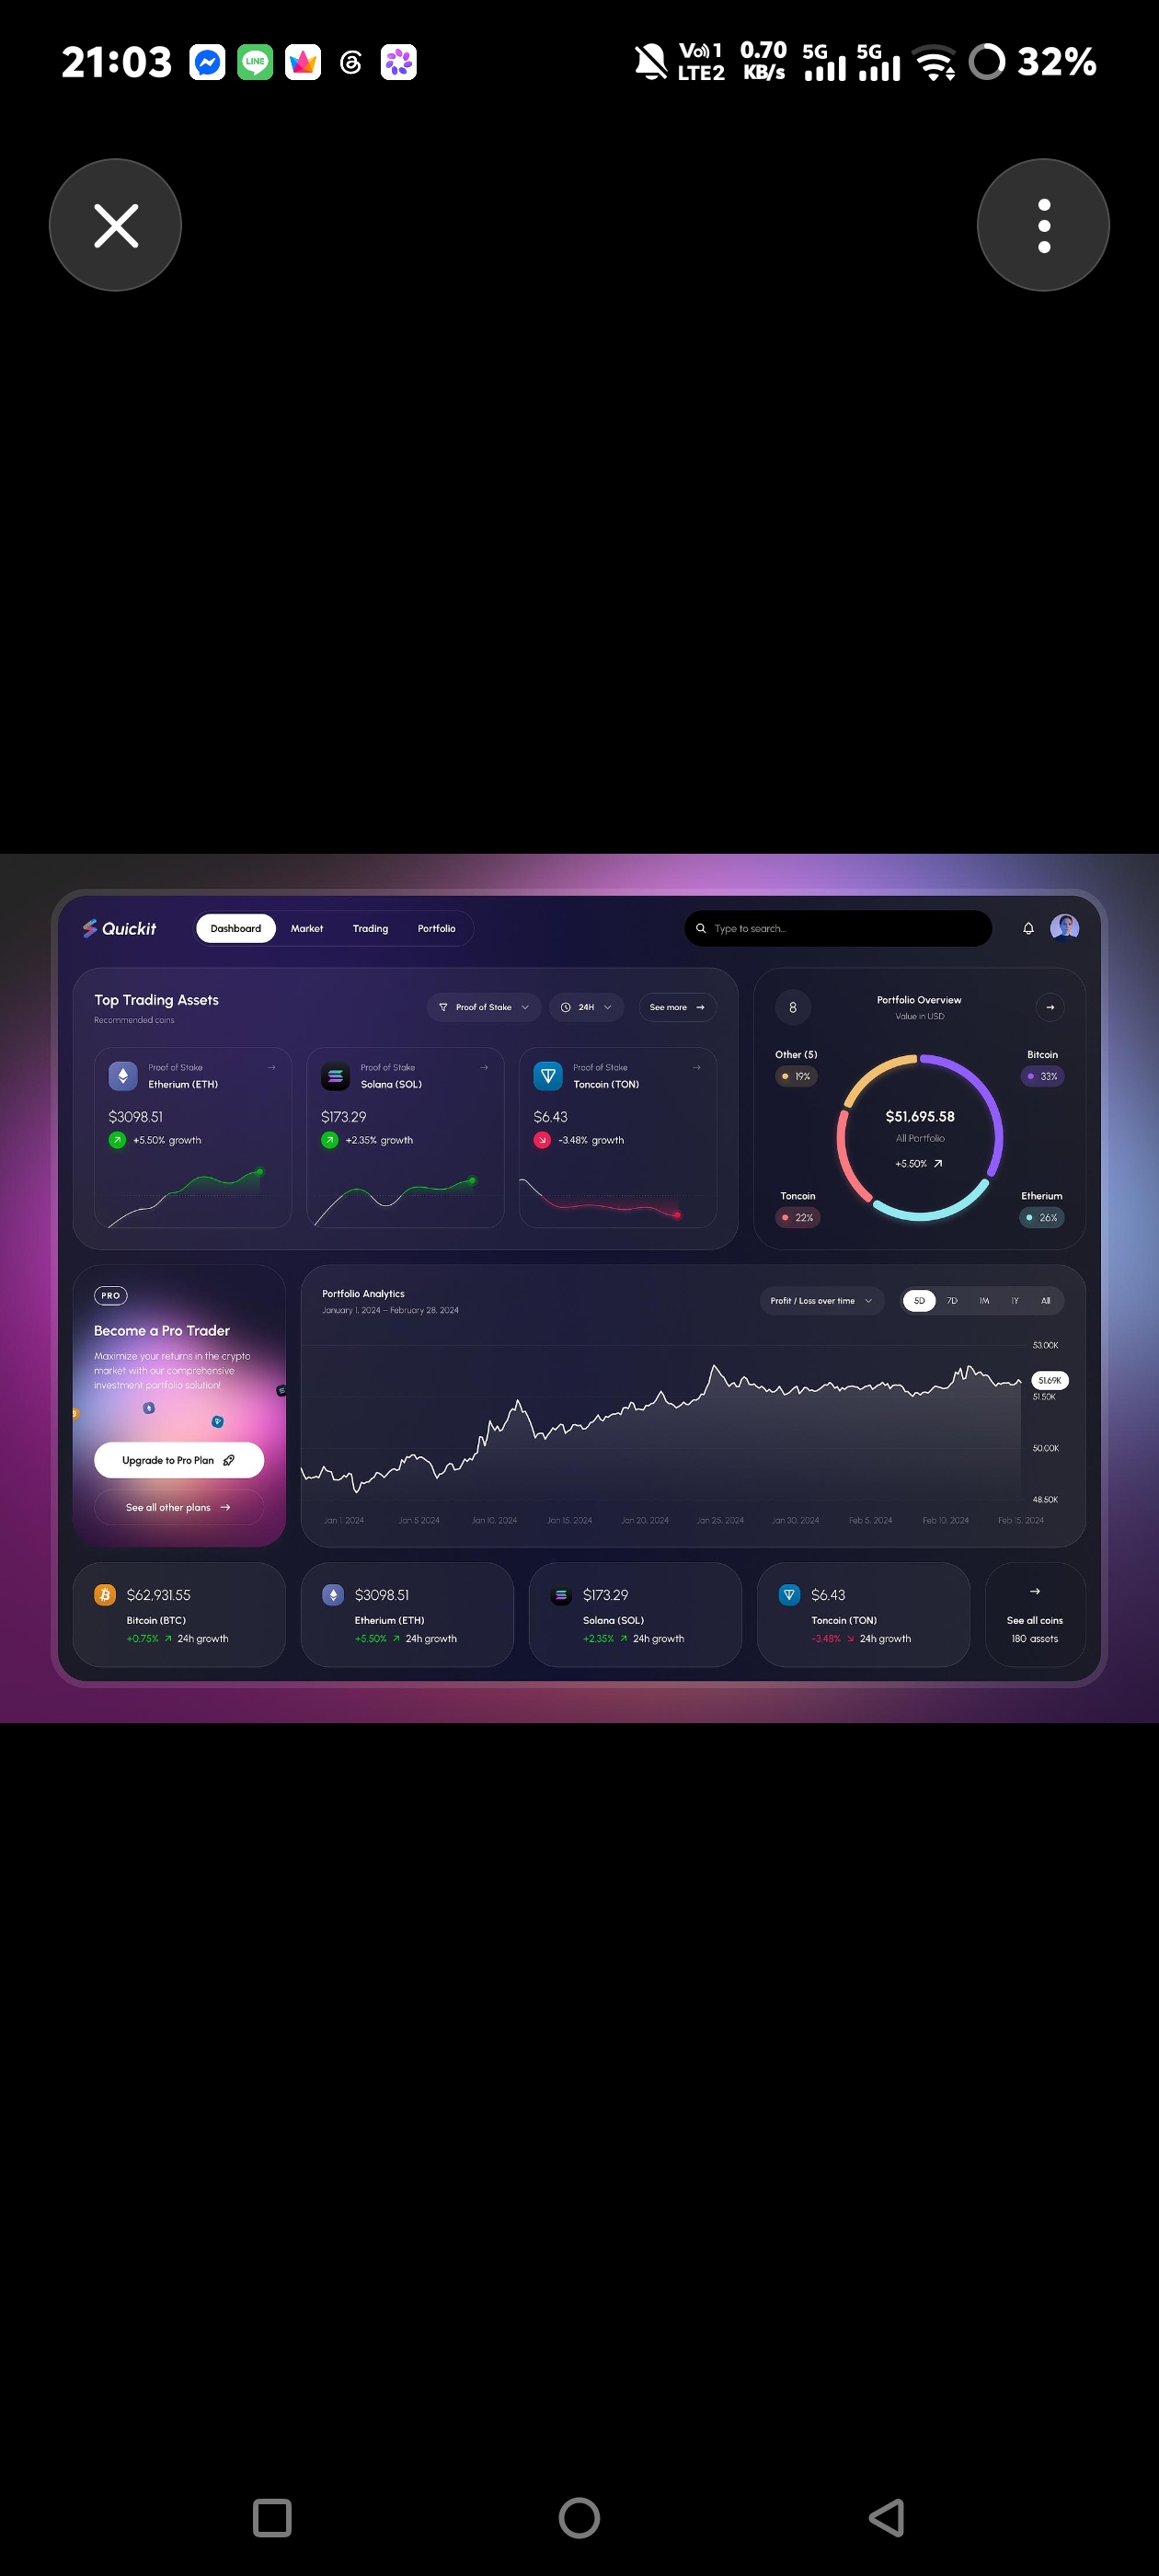 21:03
LINE
Vo 1
LTE2
0.70
KB/s
5G
5G
32%
Quickit
Dashboard
Market
Trading
Portfolio
Type to search...
Top Trading Assets
Recommended coins
Proof of Stake
24H
See more
Proof of Stake
Etherium (ETH)
$3098.51
+5.50% growth
Proof of Stake
Solana (SOL)
$173.29
+2.35% growth
Proof of Stake
Toncoin (TON)
$6.43
-3.48% growth
8
Portfolio Overview
Value in USD
Other (5)
19%
Bitcoin
33%
$51,695.58
All Portfolio
+5.50%
Toncoin
22%
Etherium
26%
PRO
Become a Pro Trader
Maximize your returns in the crypto
market with our comprehensive
investment portfolio solution!
Upgrade to Pro Plan
See all other plans
Portfolio Analytics
January 1, 2024 – February 28, 2024
Profit / Loss over time
5D
7D
1M
1Y
All
53.00K
51.69K
51.50K
50.00K
48.50K
Jan 1, 2024
Jan 5, 2024
Jan 10, 2024
Jan 15, 2024
Jan 20, 2024
Jan 25, 2024
Jan 30, 2024
Feb 5, 2024
Feb 10, 2024
Feb 15, 2024
$62,931.55
Bitcoin (BTC)
+0.75% 24h growth
$3098.51
Etherium (ETH)
+5.50% 24h growth
$173.29
Solana (SOL)
+2.35% 24h growth
$6.43
Toncoin (TON)
-3.48% 24h growth
See all coins
180 assets